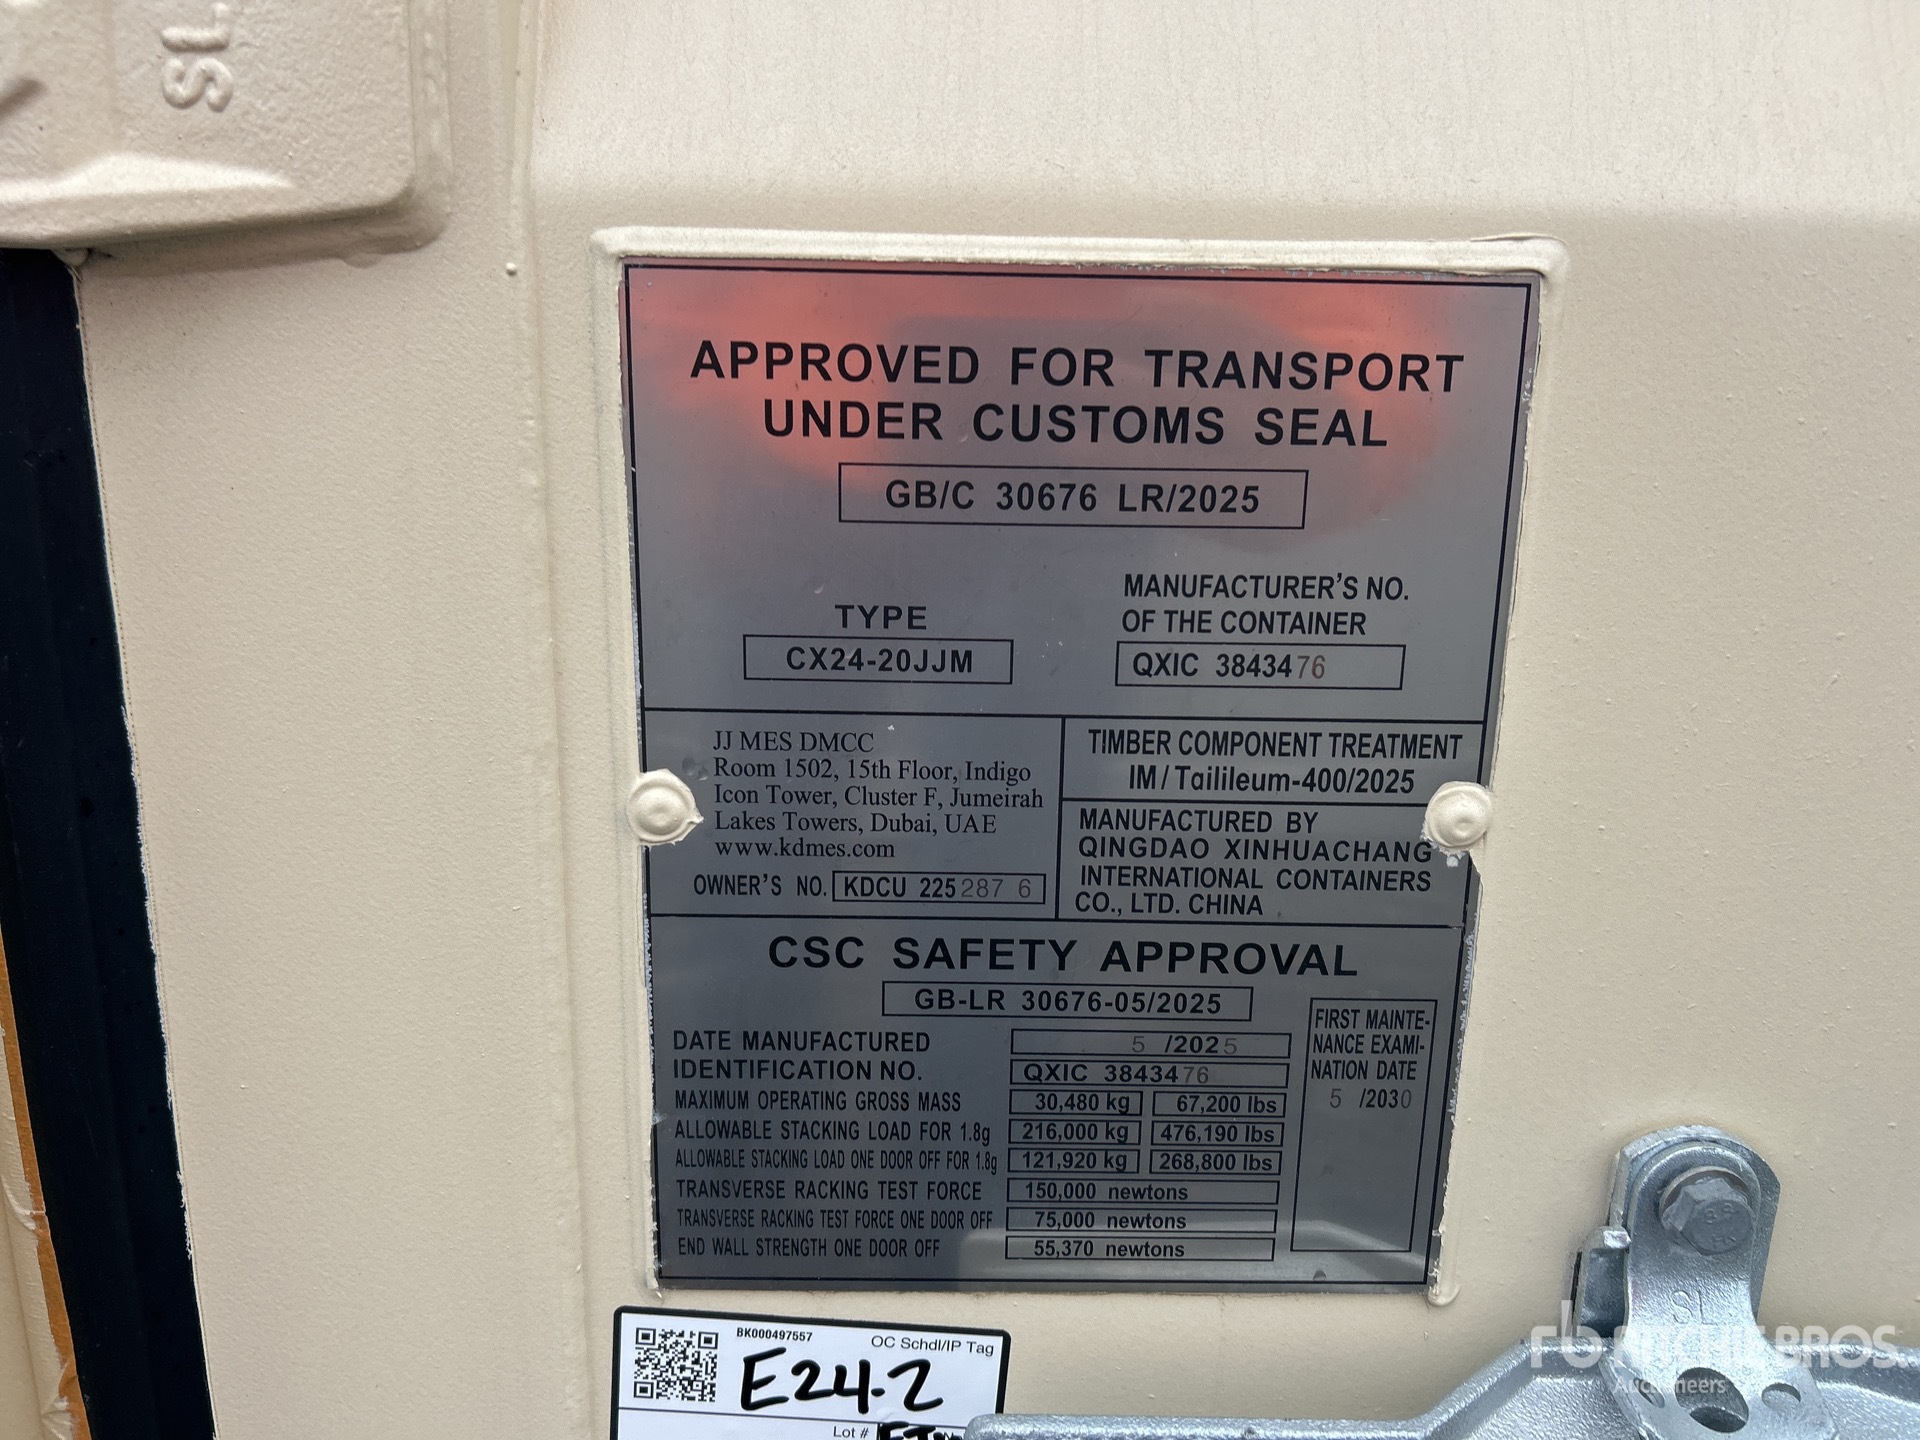 SL
APPROVED FOR TRANSPORT
UNDER CUSTOMS SEAL
GB/C 30676 LR/2025
TYPE
CX24-20JJM
MANUFACTURER'S NO.
OF THE CONTAINER
QXIC 3843476
JJ MES DMCC
Room 1502, 15th Floor, Indigo
Icon Tower, Cluster F, Jumeirah
Lakes Towers, Dubai, UAE
www.kdmes.com
OWNER'S NO. KDCU 225287 6
TIMBER COMPONENT TREATMENT
IM / Tailileum-400/2025
MANUFACTURED BY
QINGDAO XINHUACHANG
INTERNATIONAL CONTAINERS
CO., LTD. CHINA
CSC SAFETY APPROVAL
GB-LR 30676-05/2025
DATE MANUFACTURED 5 /2025
IDENTIFICATION NO. QXIC 3843476
MAXIMUM OPERATING GROSS MASS 30,480 kg 67,200 lbs
ALLOWABLE STACKING LOAD FOR 1.8g 216,000 kg 476,190 lbs
ALLOWABLE STACKING LOAD ONE DOOR OFF FOR 1.8g 121,920 kg 268,800 lbs
TRANSVERSE RACKING TEST FORCE 150,000 newtons
TRANSVERSE RACKING TEST FORCE ONE DOOR OFF 75,000 newtons
END WALL STRENGTH ONE DOOR OFF 55,370 newtons
FIRST MAINTE-
NANCE EXAMI-
NATION DATE
5 /2030
BK000497557
OC Schdl/IP Tag
E24-2
Lot #
8.8
SL
rb RITCHIE BROS.
Auctioneers